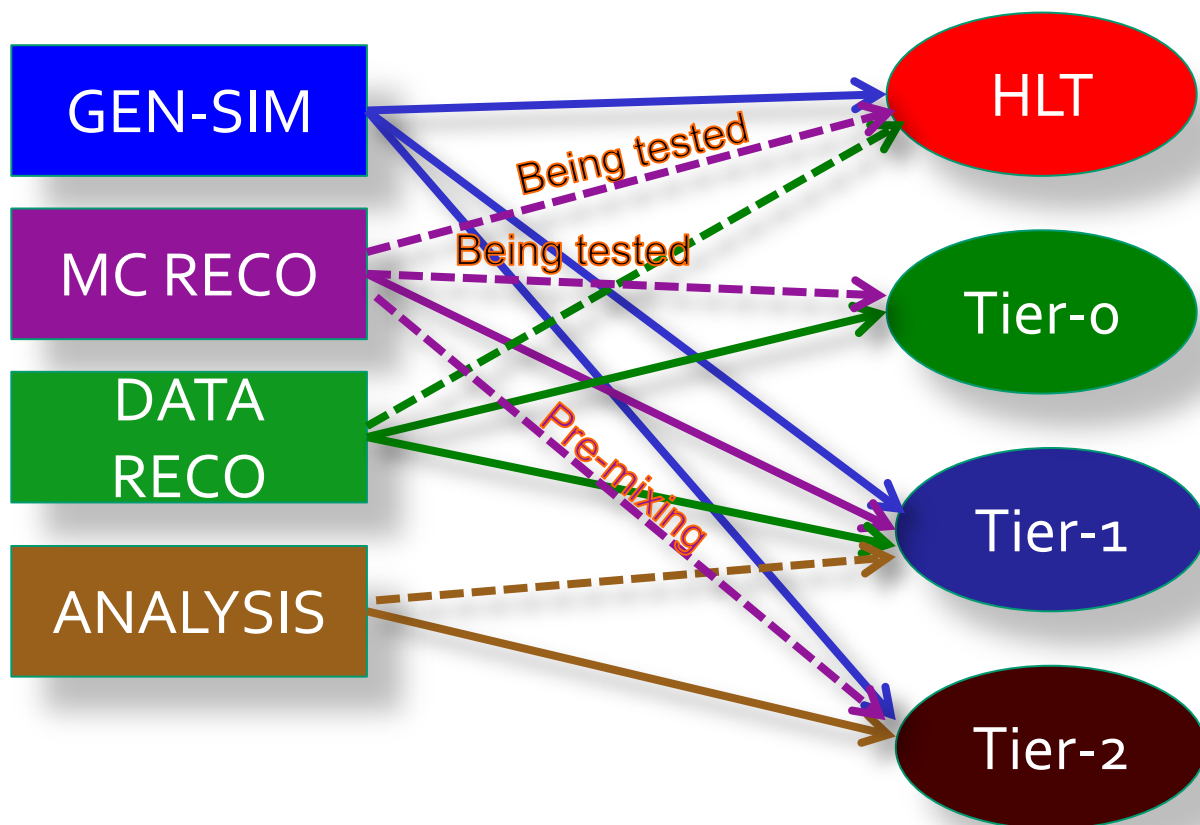 GEN-SIM
HLT
Being tested
MC RECO
Being tested
Tier-0
DATA
RECO
Pre-mixing
Tier-1
ANALYSIS
Tier-2